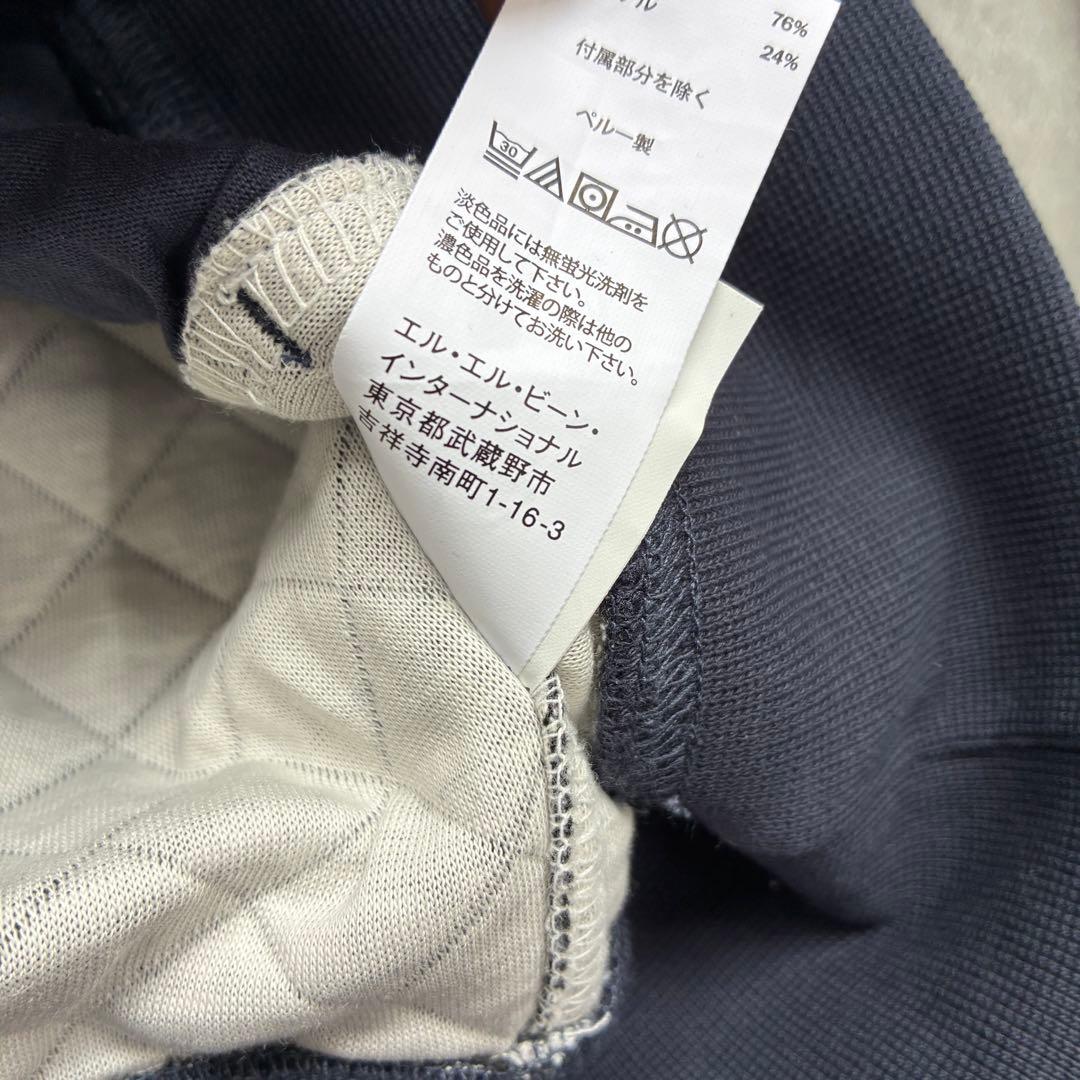 76%
24%
付属部分を除く
ペルー製
30
淡色品には無蛍光洗剤を
ご使用して下さい。
濃色品を洗濯の際は他の
ものと分けてお洗い下さい。
エル・エル・ビーン・
インターナショナル
東京都武蔵野市
吉祥寺南町1-16-3